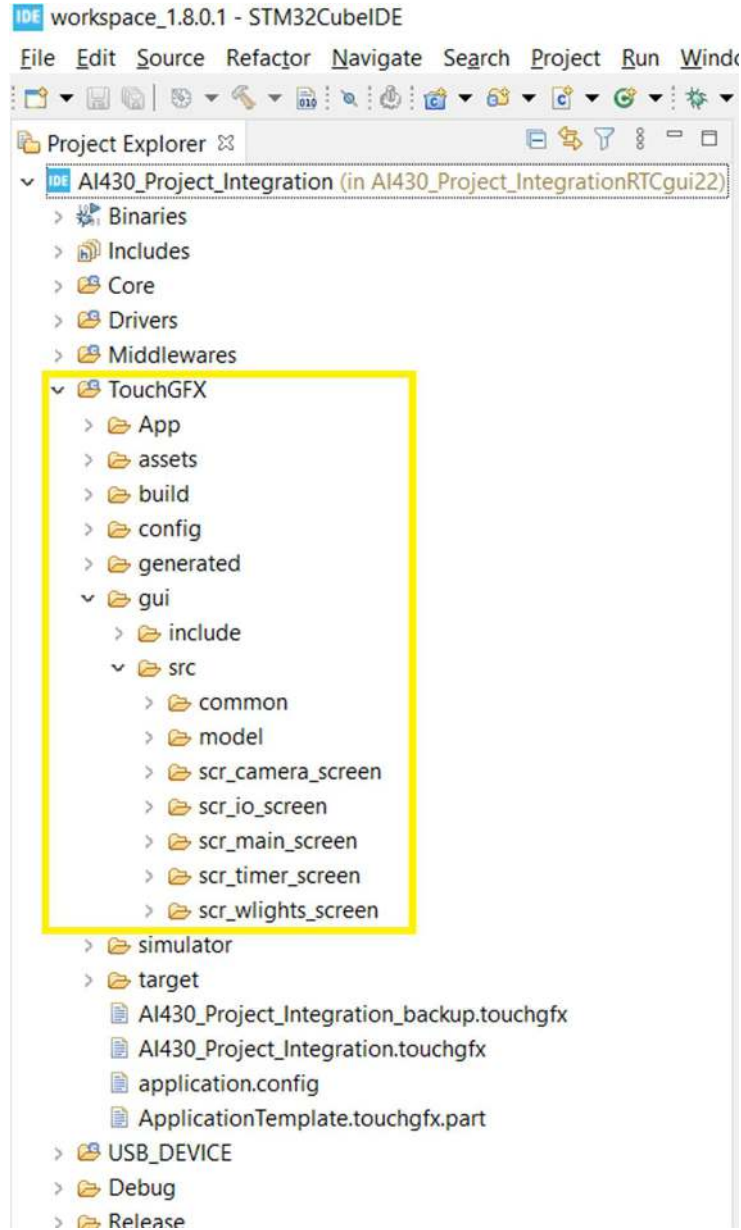 IDE workspace_1.8.0.1 - STM32CubeIDE
File Edit Source Refactor Navigate Search Project Run Windo
Project Explorer
IDE AI430_Project_Integration (in AI430_Project_IntegrationRTCgui22)
Binaries
Includes
Core
Drivers
Middlewares
TouchGFX
App
assets
build
config
generated
gui
include
src
common
model
scr_camera_screen
scr_io_screen
scr_main_screen
scr_timer_screen
scr_wlights_screen
simulator
target
AI430_Project_Integration_backup.touchgfx
AI430_Project_Integration.touchgfx
application.config
ApplicationTemplate.touchgfx.part
USB_DEVICE
Debug
Release